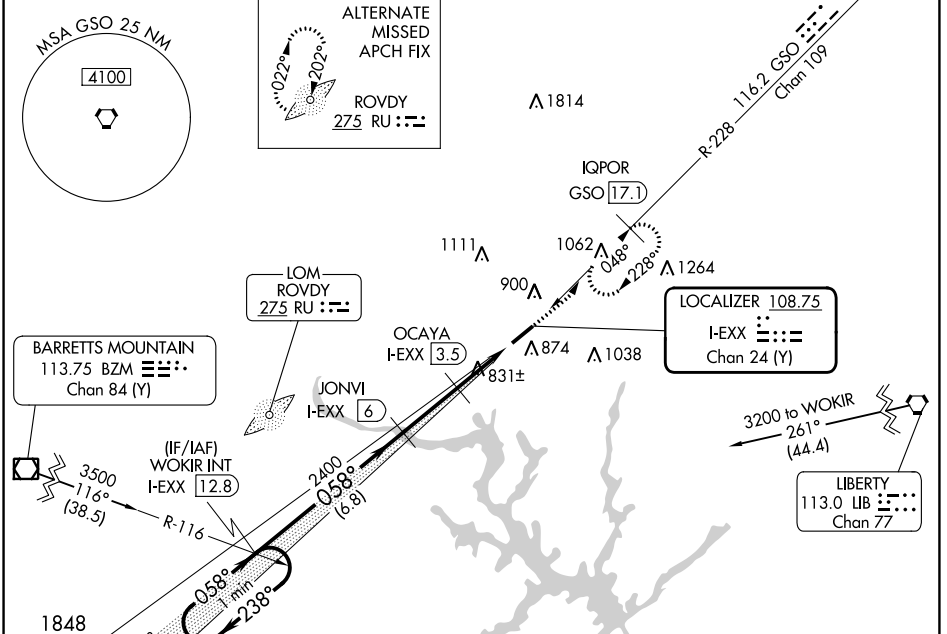 MSA GSO 25 NM
4100
ALTERNATE
MISSED
APCH FIX
022°
202°
ROVDY
275 RU
1814
116.2 GSO
Chan 109
R-228
IQPOR
GSO 17.1
1111
1062
048°
228°
1264
900
LOM
ROVDY
275 RU
LOCALIZER 108.75
I-EXX
Chan 24 (Y)
OCAYA
I-EXX 3.5
874
1038
831±
BARRETTS MOUNTAIN
113.75 BZM
Chan 84 (Y)
JONVI
I-EXX 6
3200 to WOKIR
261°
(44.4)
(IF/IAF)
WOKIR INT
I-EXX 12.8
3500
116°
(38.5)
R-116
2400
058°
(6.8)
LIBERTY
113.0 LIB
Chan 77
058°
1 min
238°
1848